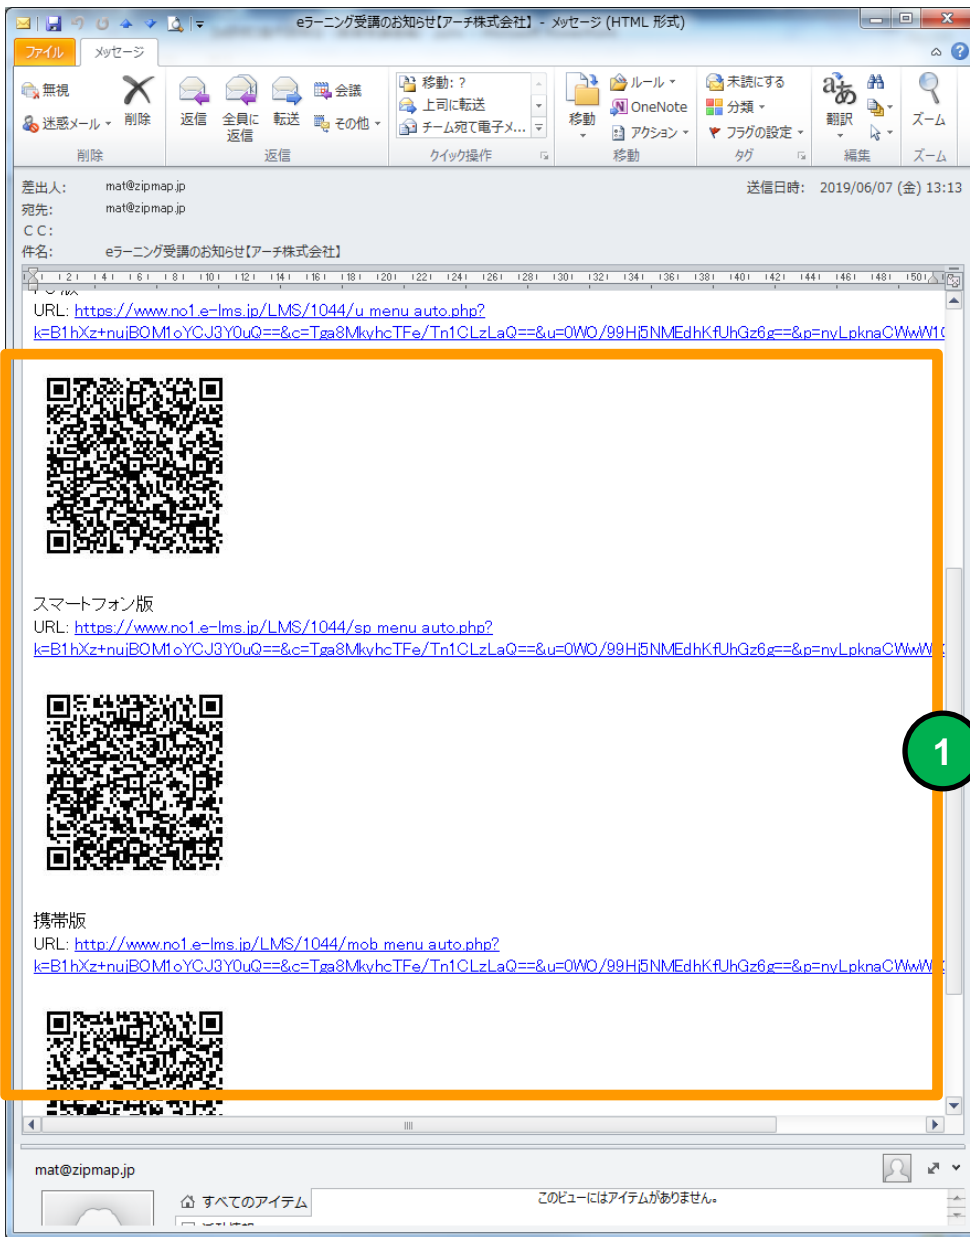 eラーニング受講のお知らせ【アーチ株式会社】 - メッセージ (HTML 形式)
ファイル メッセージ
無視
迷惑メール
削除
削除
返信
全員に返信
転送
会議
その他
返信
移動: ?
上司に転送
チーム宛て電子メ...
クイック操作
移動
ルール
OneNote
アクション
移動
未読にする
分類
フラグの設定
タグ
翻訳
編集
ズーム
ズーム
差出人: mat@zipmap.jp
送信日時: 2019/06/07 (金) 13:13
宛先: mat@zipmap.jp
CC:
件名: eラーニング受講のお知らせ【アーチ株式会社】
URL: https://www.no1.e-lms.jp/LMS/1044/u_menu_auto.php?
k=B1hXz+nujBOM1oYCJ3Y0uQ==&c=Tga8MkyhcTFe/Tn1CLzLaQ==&u=0WO/99Hj5NMEdhKfUhGz6g==&p=nyLpknaCWwW1
スマートフォン版
URL: https://www.no1.e-lms.jp/LMS/1044/sp_menu_auto.php?
k=B1hXz+nujBOM1oYCJ3Y0uQ==&c=Tga8MkyhcTFe/Tn1CLzLaQ==&u=0WO/99Hj5NMEdhKfUhGz6g==&p=nyLpknaCWwW
1
携帯版
URL: http://www.no1.e-lms.jp/LMS/1044/mob_menu_auto.php?
k=B1hXz+nujBOM1oYCJ3Y0uQ==&c=Tga8MkyhcTFe/Tn1CLzLaQ==&u=0WO/99Hj5NMEdhKfUhGz6g==&p=nyLpknaCWwW
mat@zipmap.jp
すべてのアイテム
このビューにはアイテムがありません。